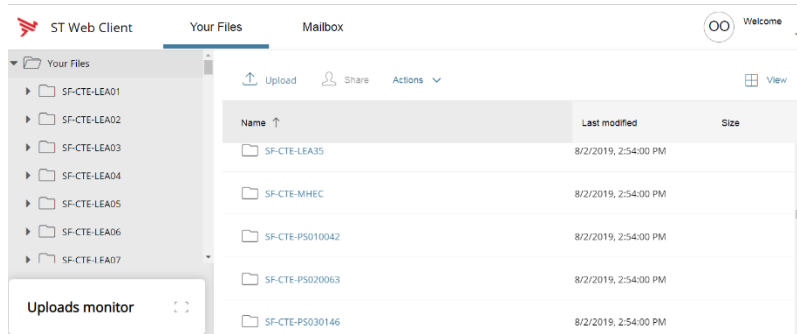 ST Web Client
Your Files
Mailbox
OO
Welcome
Your Files
SF-CTE-LEA01
SF-CTE-LEA02
SF-CTE-LEA03
SF-CTE-LEA04
SF-CTE-LEA05
SF-CTE-LEA06
SF-CTE-LEA07
Uploads monitor
Upload
Share
Actions
View
Name ↑ Last modified Size
SF-CTE-LEA35 8/2/2019, 2:54:00 PM
SF-CTE-MHEC 8/2/2019, 2:54:00 PM
SF-CTE-PS010042 8/2/2019, 2:54:00 PM
SF-CTE-PS020063 8/2/2019, 2:54:00 PM
SF-CTE-PS030146 8/2/2019, 2:54:00 PM